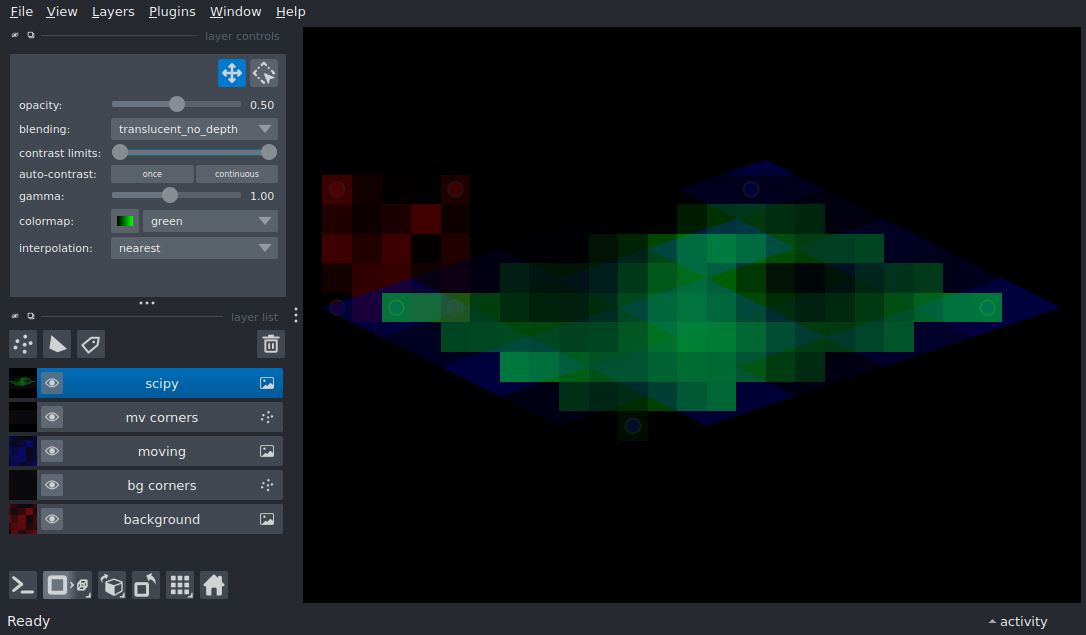 File View Layers Plugins Window Help
layer controls
opacity: 0.50
blending: translucent_no_depth
contrast limits:
auto-contrast: once continuous
gamma: 1.00
colormap: green
interpolation: nearest
layer list
scipy
mv corners
moving
bg corners
background
Ready
activity